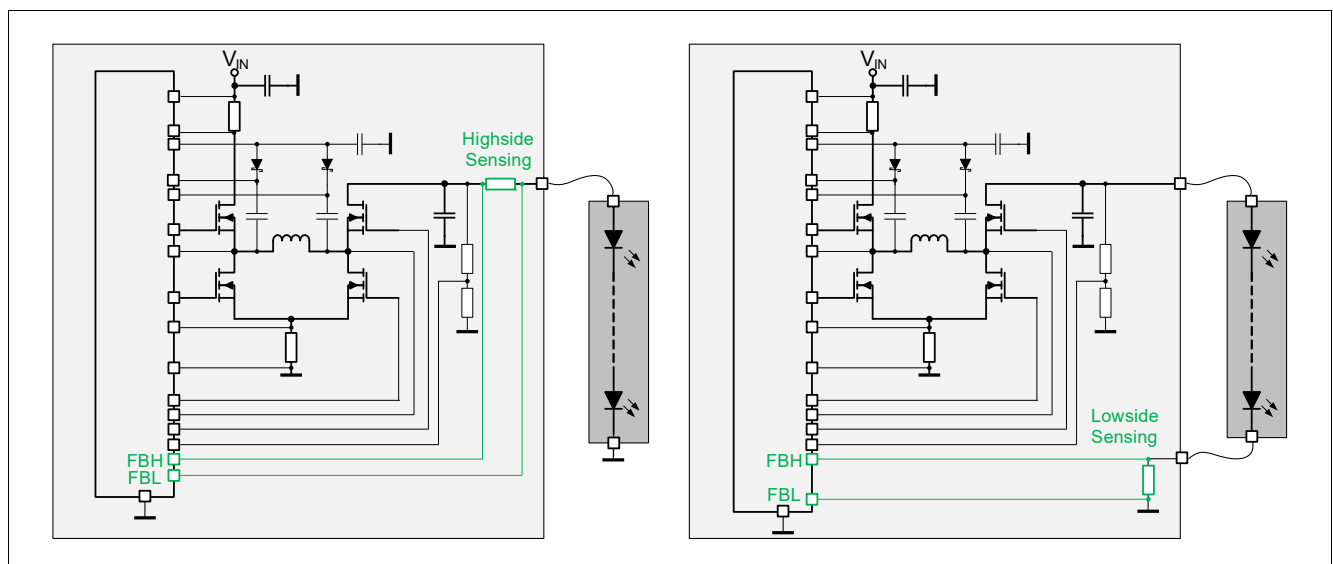 VIN
Highside
Sensing
FBH
FBL
VIN
Lowside
Sensing
FBH
FBL